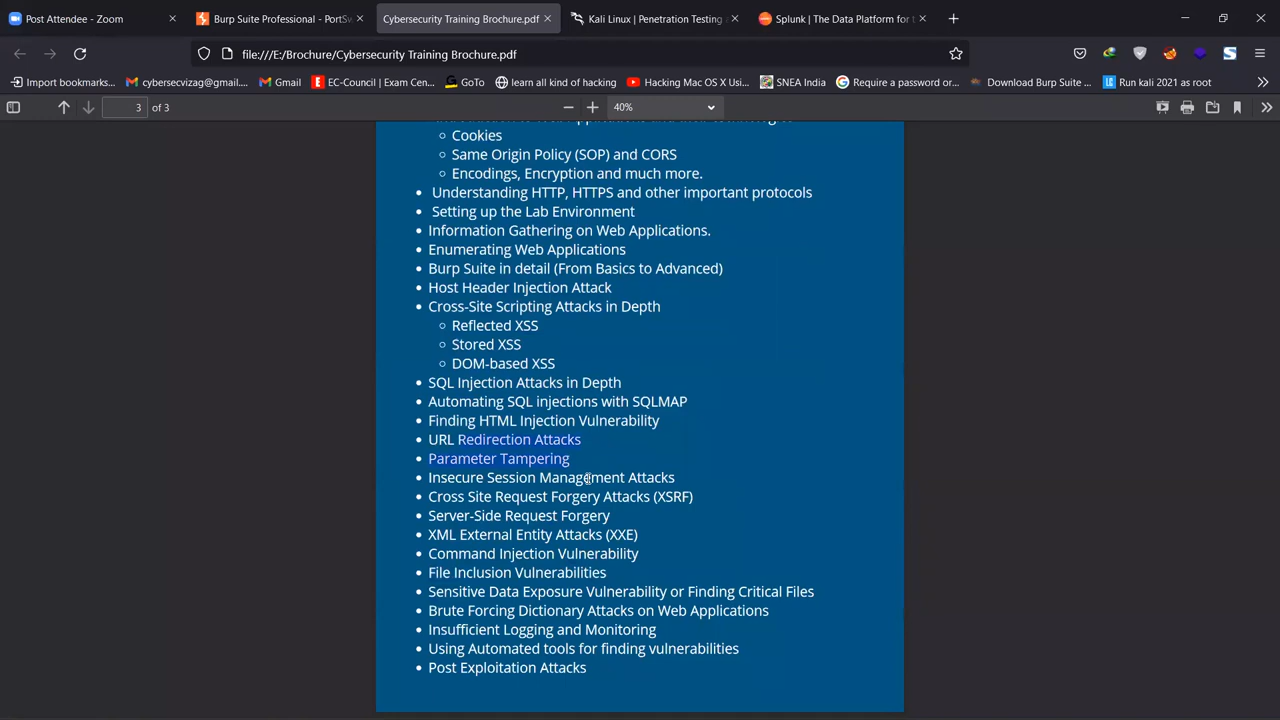 Post Attendee - Zoom
Burp Suite Professional - PortSw
Cybersecurity Training Brochure.pdf
Kali Linux | Penetration Testing
Splunk | The Data Platform for t
file:///E:/Brochure/Cybersecurity Training Brochure.pdf
Import bookmarks...
cybersecvizag@gmail...
Gmail
EC-Council | Exam Cen...
GoTo
learn all kind of hacking
Hacking Mac OS X Usi...
SNEA India
Require a password or...
Download Burp Suite ...
Run kali 2021 as root
3 of 3
40%
Cookies
Same Origin Policy (SOP) and CORS
Encodings, Encryption and much more.
Understanding HTTP, HTTPS and other important protocols
Setting up the Lab Environment
Information Gathering on Web Applications.
Enumerating Web Applications
Burp Suite in detail (From Basics to Advanced)
Host Header Injection Attack
Cross-Site Scripting Attacks in Depth
Reflected XSS
Stored XSS
DOM-based XSS
SQL Injection Attacks in Depth
Automating SQL injections with SQLMAP
Finding HTML Injection Vulnerability
URL Redirection Attacks
Parameter Tampering
Insecure Session Management Attacks
Cross Site Request Forgery Attacks (XSRF)
Server-Side Request Forgery
XML External Entity Attacks (XXE)
Command Injection Vulnerability
File Inclusion Vulnerabilities
Sensitive Data Exposure Vulnerability or Finding Critical Files
Brute Forcing Dictionary Attacks on Web Applications
Insufficient Logging and Monitoring
Using Automated tools for finding vulnerabilities
Post Exploitation Attacks